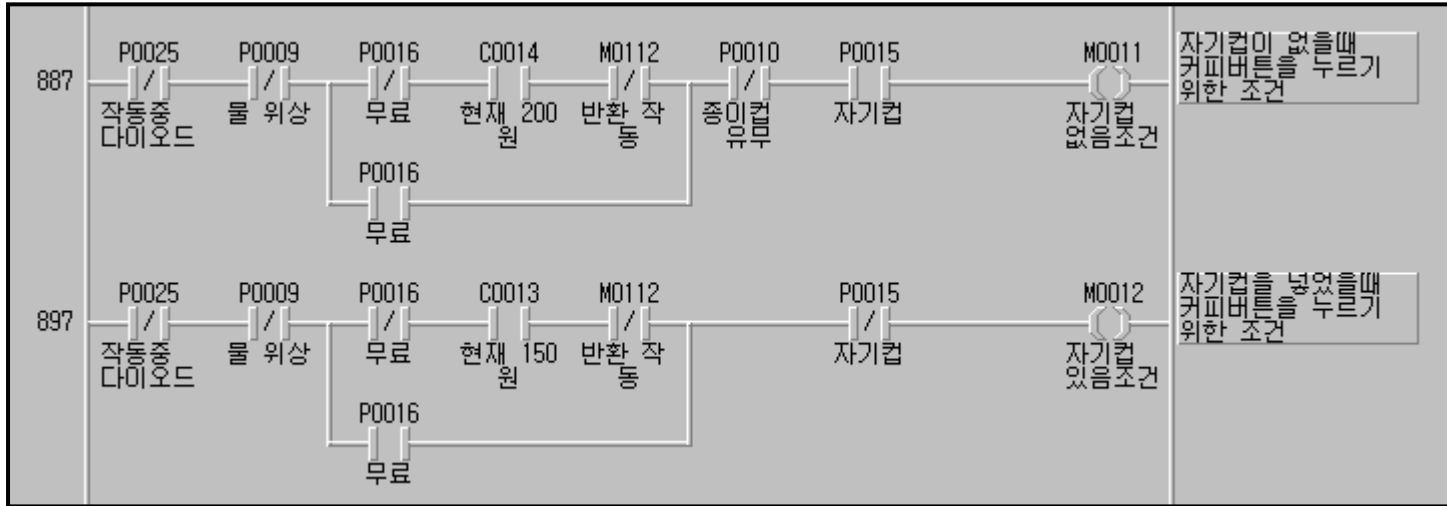 P0025 P0009 P0016 C0014 M0112 P0010 P0015 M0011
자기컵이 없을때
커피버튼을 누르기
위한 조건
887
작동중 물 위상 무료 현재 200 반환 작 종이컵 자기컵 자기컵
다이오드 원 동 유무 없음조건
P0016
무료
P0025 P0009 P0016 C0013 M0112 P0015 M0012
자기컵을 넣었을때
커피버튼을 누르기
위한 조건
897
작동중 물 위상 무료 현재 150 반환 작 자기컵 자기컵
다이오드 원 동 있음조건
P0016
무료